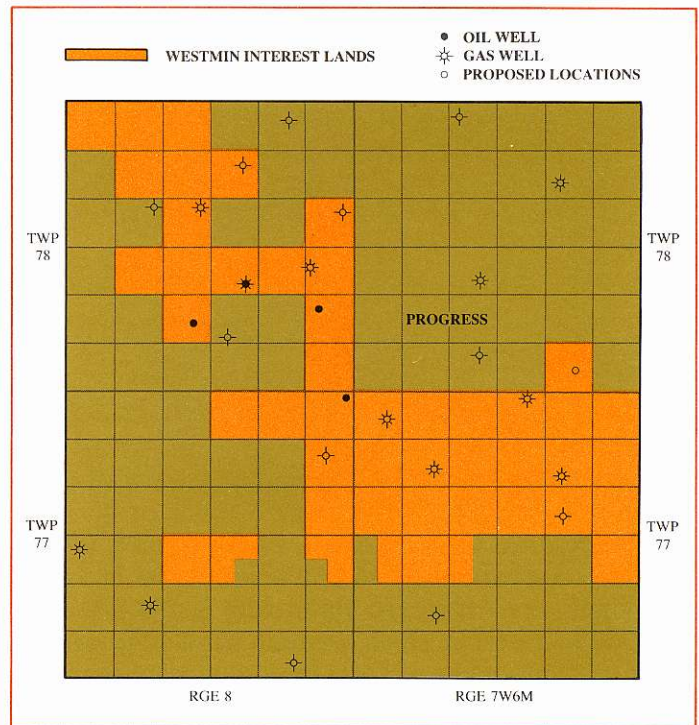 WESTMIN INTEREST LANDS
OIL WELL
GAS WELL
PROPOSED LOCATIONS
TWP
78
TWP
78
PROGRESS
TWP
77
TWP
77
RGE 8
RGE 7W6M